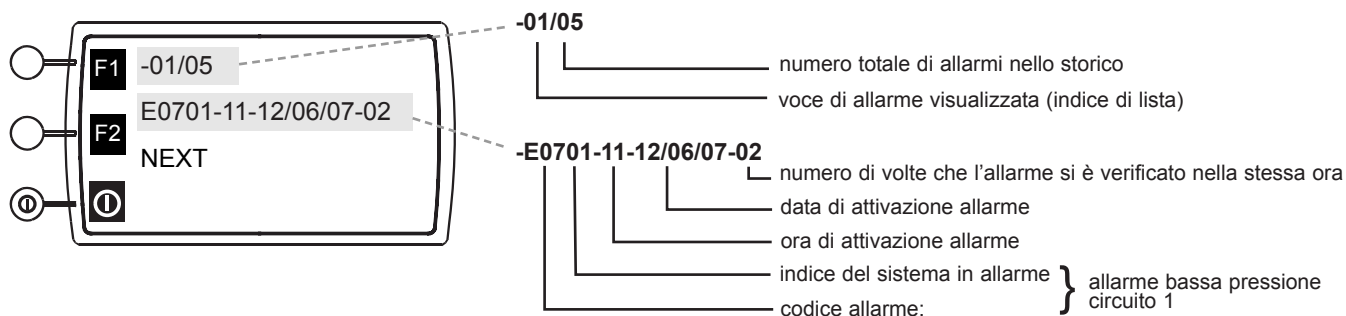 F1
-01/05
F2
E0701-11-12/06/07-02
NEXT
-01/05
numero totale di allarmi nello storico
voce di allarme visualizzata (indice di lista)
-E0701-11-12/06/07-02
numero di volte che l'allarme si è verificato nella stessa ora
data di attivazione allarme
ora di attivazione allarme
indice del sistema in allarme
codice allarme:
} allarme bassa pressione
circuito 1